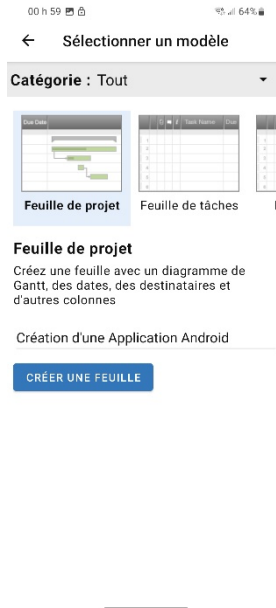 00 h 59 64%
Sélectionner un modèle
Catégorie : Tout
Due Date
Task Name Due
Feuille de projet Feuille de tâches
Feuille de projet
Créez une feuille avec un diagramme de
Gantt, des dates, des destinataires et
d'autres colonnes
Création d'une Application Android
CRÉER UNE FEUILLE